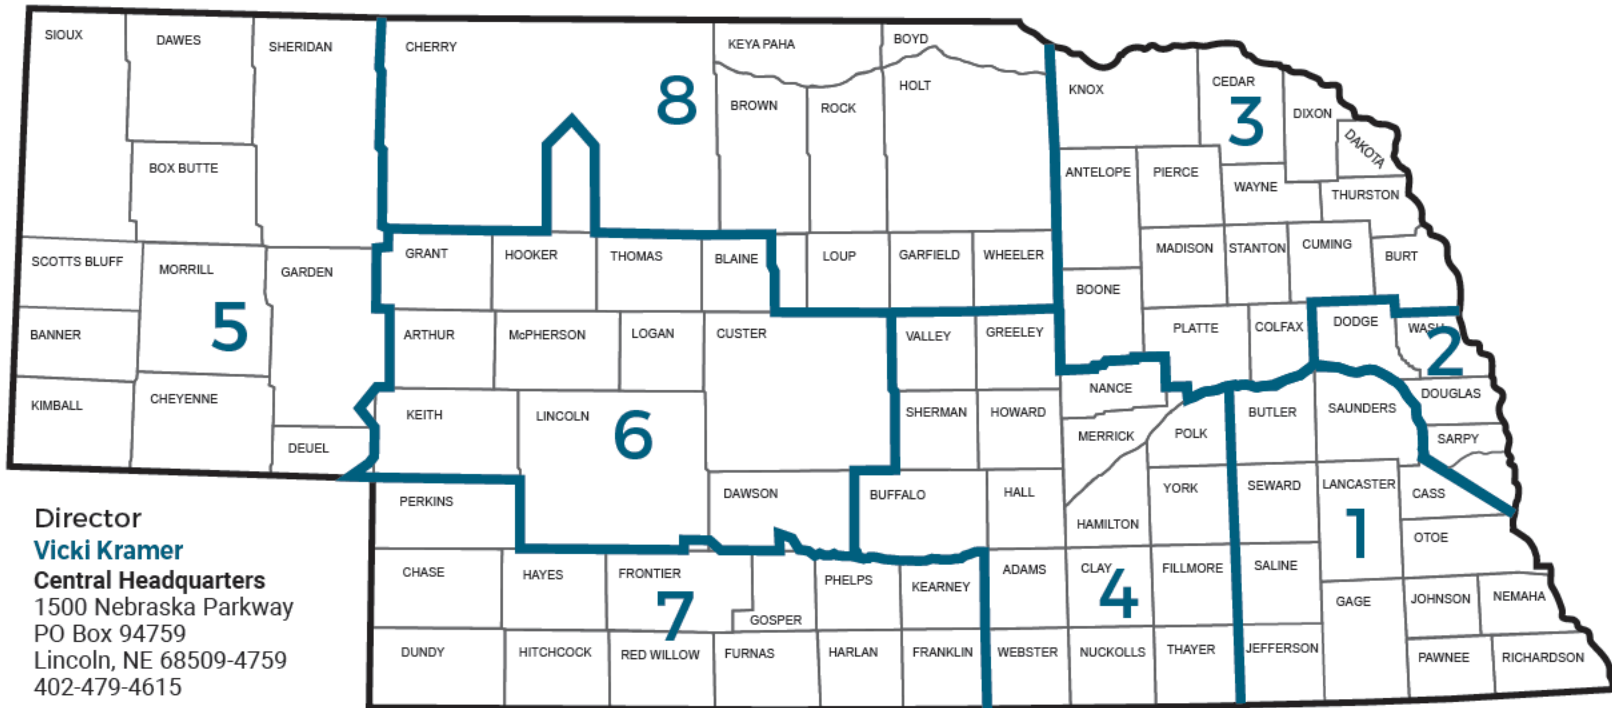 SIOUX
DAWES
SHERIDAN
CHERRY
KEYA PAHA
BOYD
8
HOLT
BROWN
ROCK
KNOX
CEDAR
3
DIXON
DAKOTA
BOX BUTTE
ANTELOPE
PIERCE
WAYNE
THURSTON
SCOTTS BLUFF
MORRILL
GARDEN
GRANT
HOOKER
THOMAS
BLAINE
LOUP
GARFIELD
WHEELER
BOONE
MADISON
STANTON
CUMING
BURT
BANNER
5
ARTHUR
McPHERSON
LOGAN
CUSTER
VALLEY
GREELEY
PLATTE
COLFAX
DODGE
WASH
2
KIMBALL
CHEYENNE
DEUEL
KEITH
LINCOLN
6
SHERMAN
HOWARD
NANCE
MERRICK
POLK
BUTLER
SAUNDERS
DOUGLAS
SARPY
PERKINS
DAWSON
BUFFALO
HALL
HAMILTON
YORK
SEWARD
LANCASTER
1
CASS
OTOE
CHASE
HAYES
FRONTIER
7
GOSPER
PHELPS
KEARNEY
ADAMS
CLAY
4
FILLMORE
SALINE
GAGE
JOHNSON
NEMAHA
DUNDY
HITCHCOCK
RED WILLOW
FURNAS
HARLAN
FRANKLIN
WEBSTER
NUCKOLLS
THAYER
JEFFERSON
PAWNEE
RICHARDSON
Director
Vicki Kramer
Central Headquarters
1500 Nebraska Parkway
PO Box 94759
Lincoln, NE 68509-4759
402-479-4615